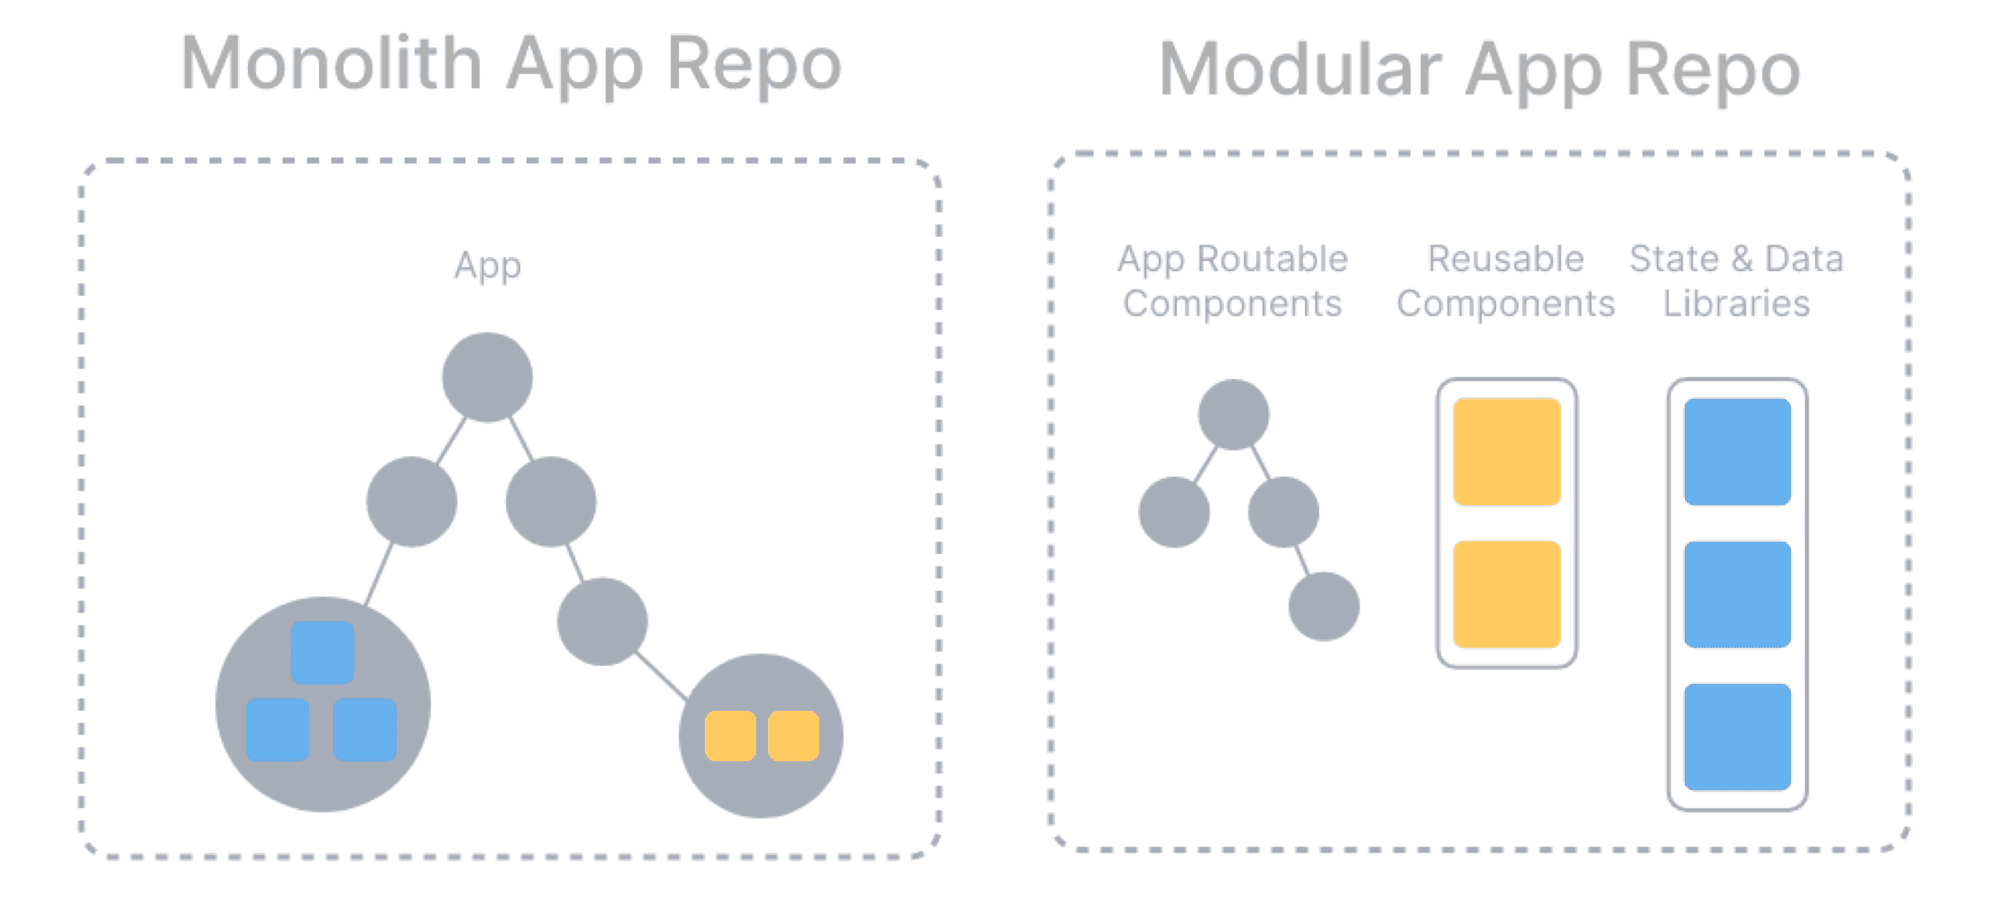 Monolith App Repo
Modular App Repo
App
App Routable
Components
Reusable
Components
State & Data
Libraries